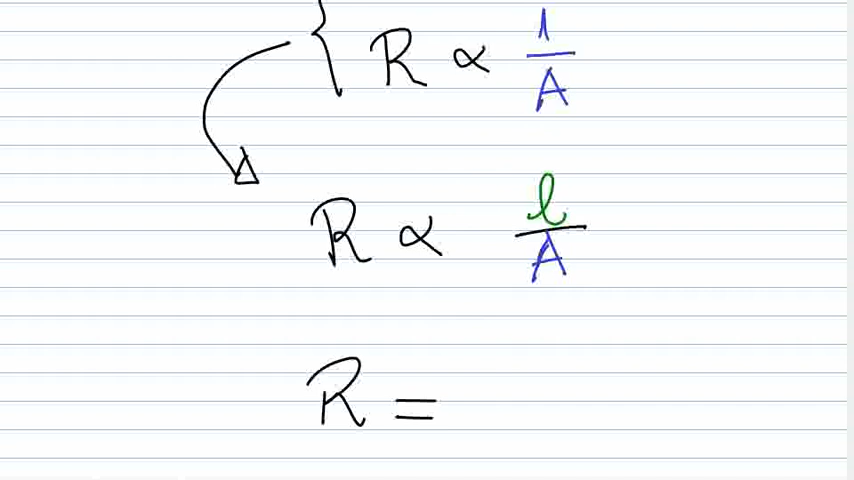 R ∝ 1/A
R ∝ l/A
R =